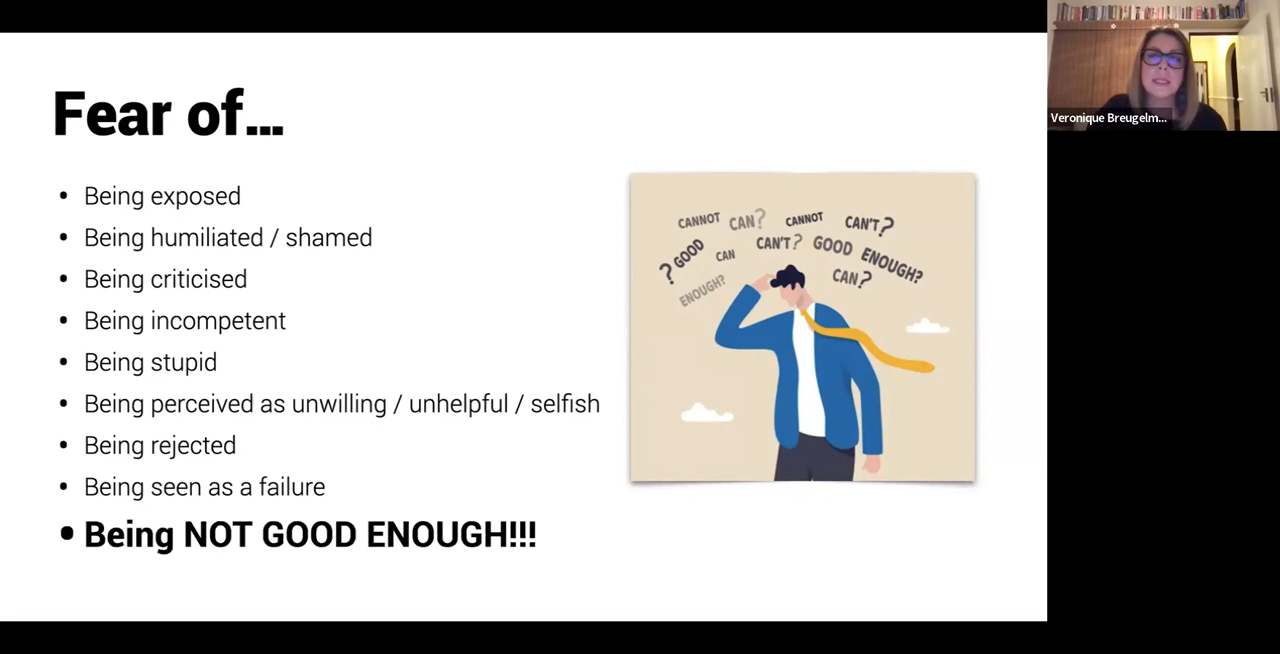 Fear of...
• Being exposed
• Being humiliated / shamed
• Being criticised
• Being incompetent
• Being stupid
• Being perceived as unwilling / unhelpful / selfish
• Being rejected
• Being seen as a failure
• Being NOT GOOD ENOUGH!!!
CANNOT CAN? CANNOT CAN'T?
? GOOD CAN CAN'T? GOOD ENOUGH?
ENOUGH? CAN?
Veronique Breugelm...